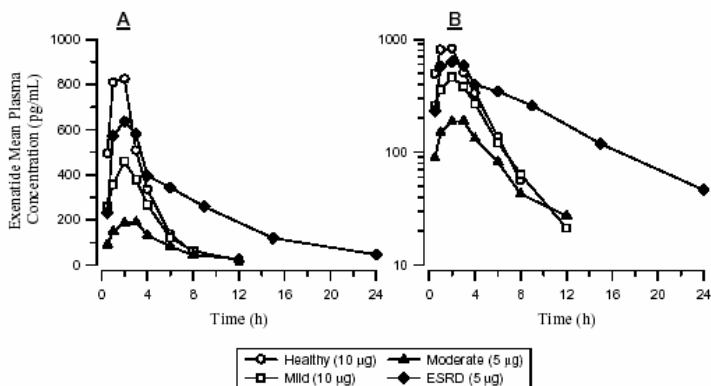 A
B
Exenatide Mean Plasma
Concentration (pg/mL)
1000
800
600
400
200
0
0 4 8 12 16 20 24
Time (h)
1000
100
10
0 4 8 12 16 20 24
Time (h)
Healthy (10 µg) Moderate (5 µg)
Mild (10 µg) ESRD (5 µg)